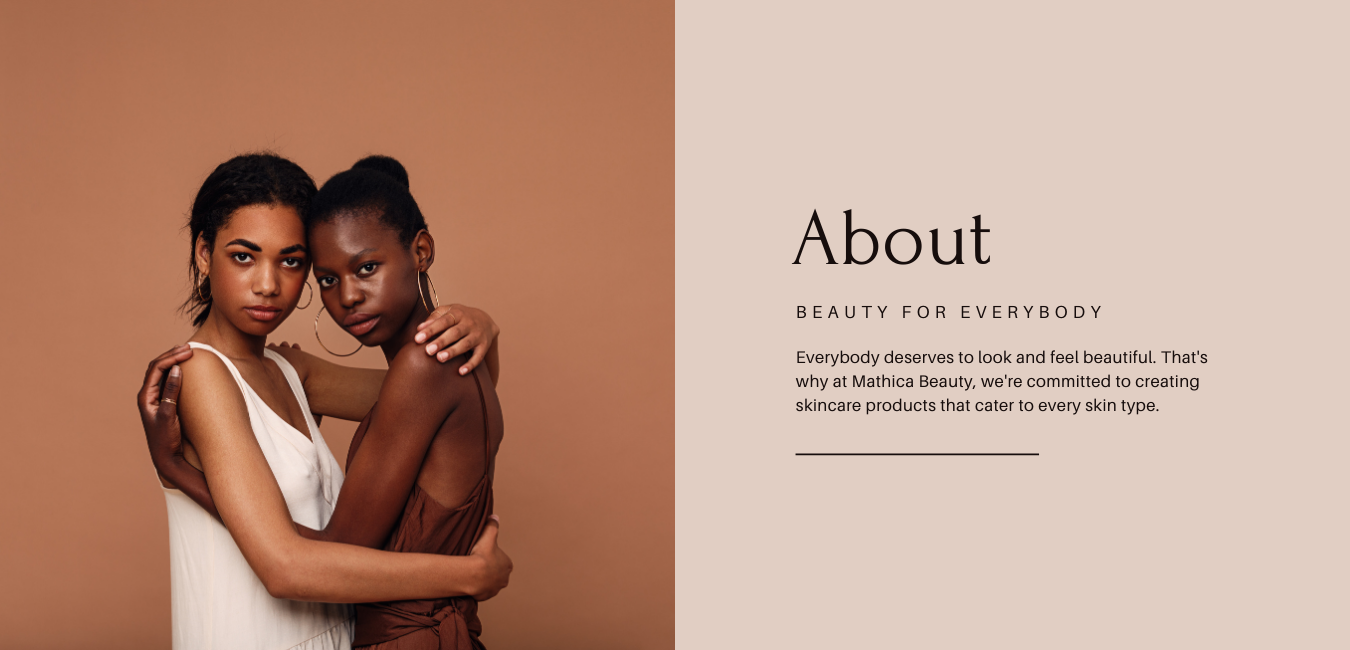 About
BEAUTY FOR EVERYBODY
Everybody deserves to look and feel beautiful. That's
why at Mathica Beauty, we're committed to creating
skincare products that cater to every skin type.